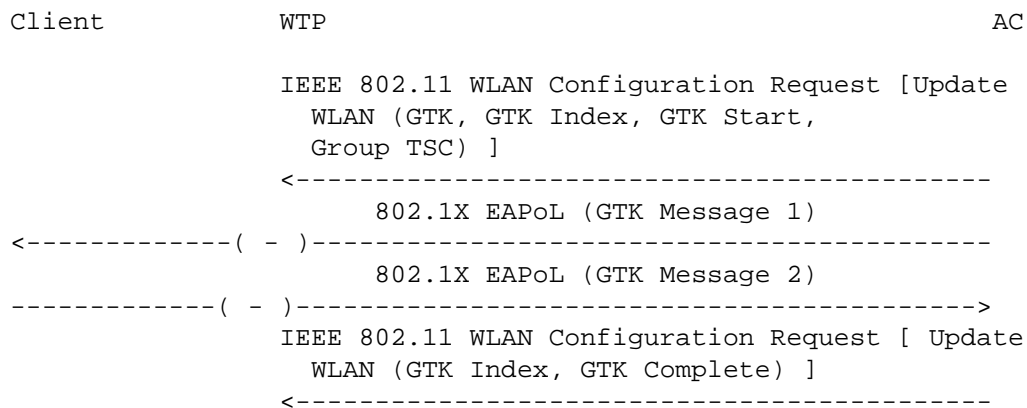 Client           WTP                                          AC
IEEE 802.11 WLAN Configuration Request [Update
WLAN (GTK, GTK Index, GTK Start,
Group TSC) ]
<--------------------------------------------
802.1X EAPoL (GTK Message 1)
<-------------( - )-------------------------------------------
802.1X EAPoL (GTK Message 2)
-------------( - )------------------------------------------->
IEEE 802.11 WLAN Configuration Request [ Update
WLAN (GTK Index, GTK Complete) ]
<--------------------------------------------